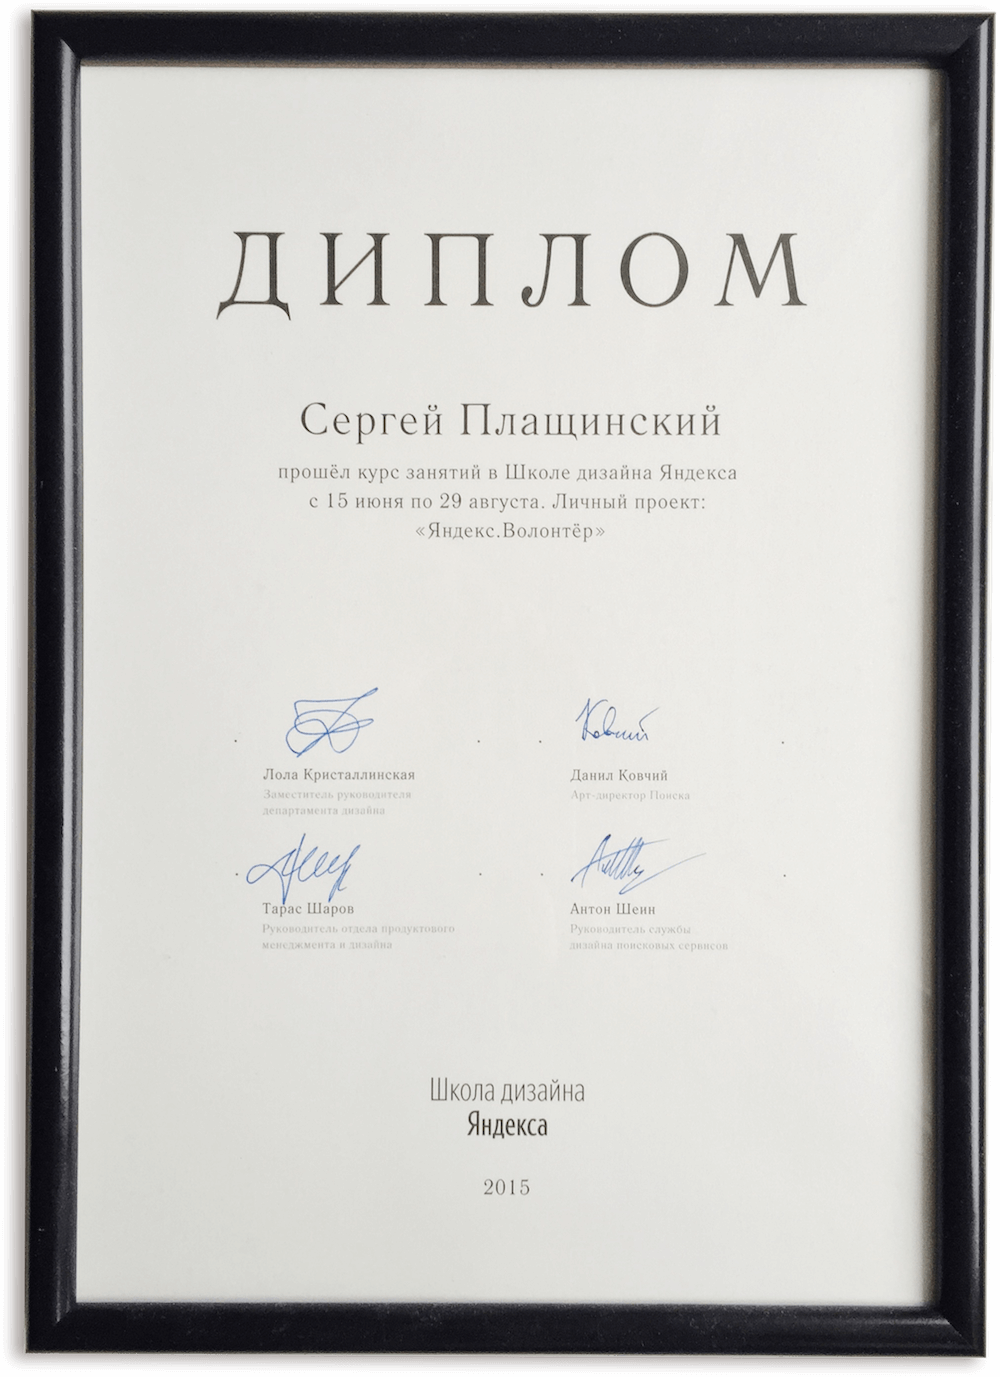 ДИПЛОМ
Сергей Плащинский
прошёл курс занятий в Школе дизайна Яндекса
с 15 июня по 29 августа. Личный проект:
«Яндекс.Волонтёр»
Ковчий
Лола Кристаллинская
Заместитель руководителя
департамента дизайна
Данил Ковчий
Арт-директор Поиска
Тарас Шаров
Руководитель отдела продуктового
менеджмента и дизайна
Антон Шеин
Руководитель службы
дизайна поисковых сервисов
Школа дизайна
Яндекса
2015